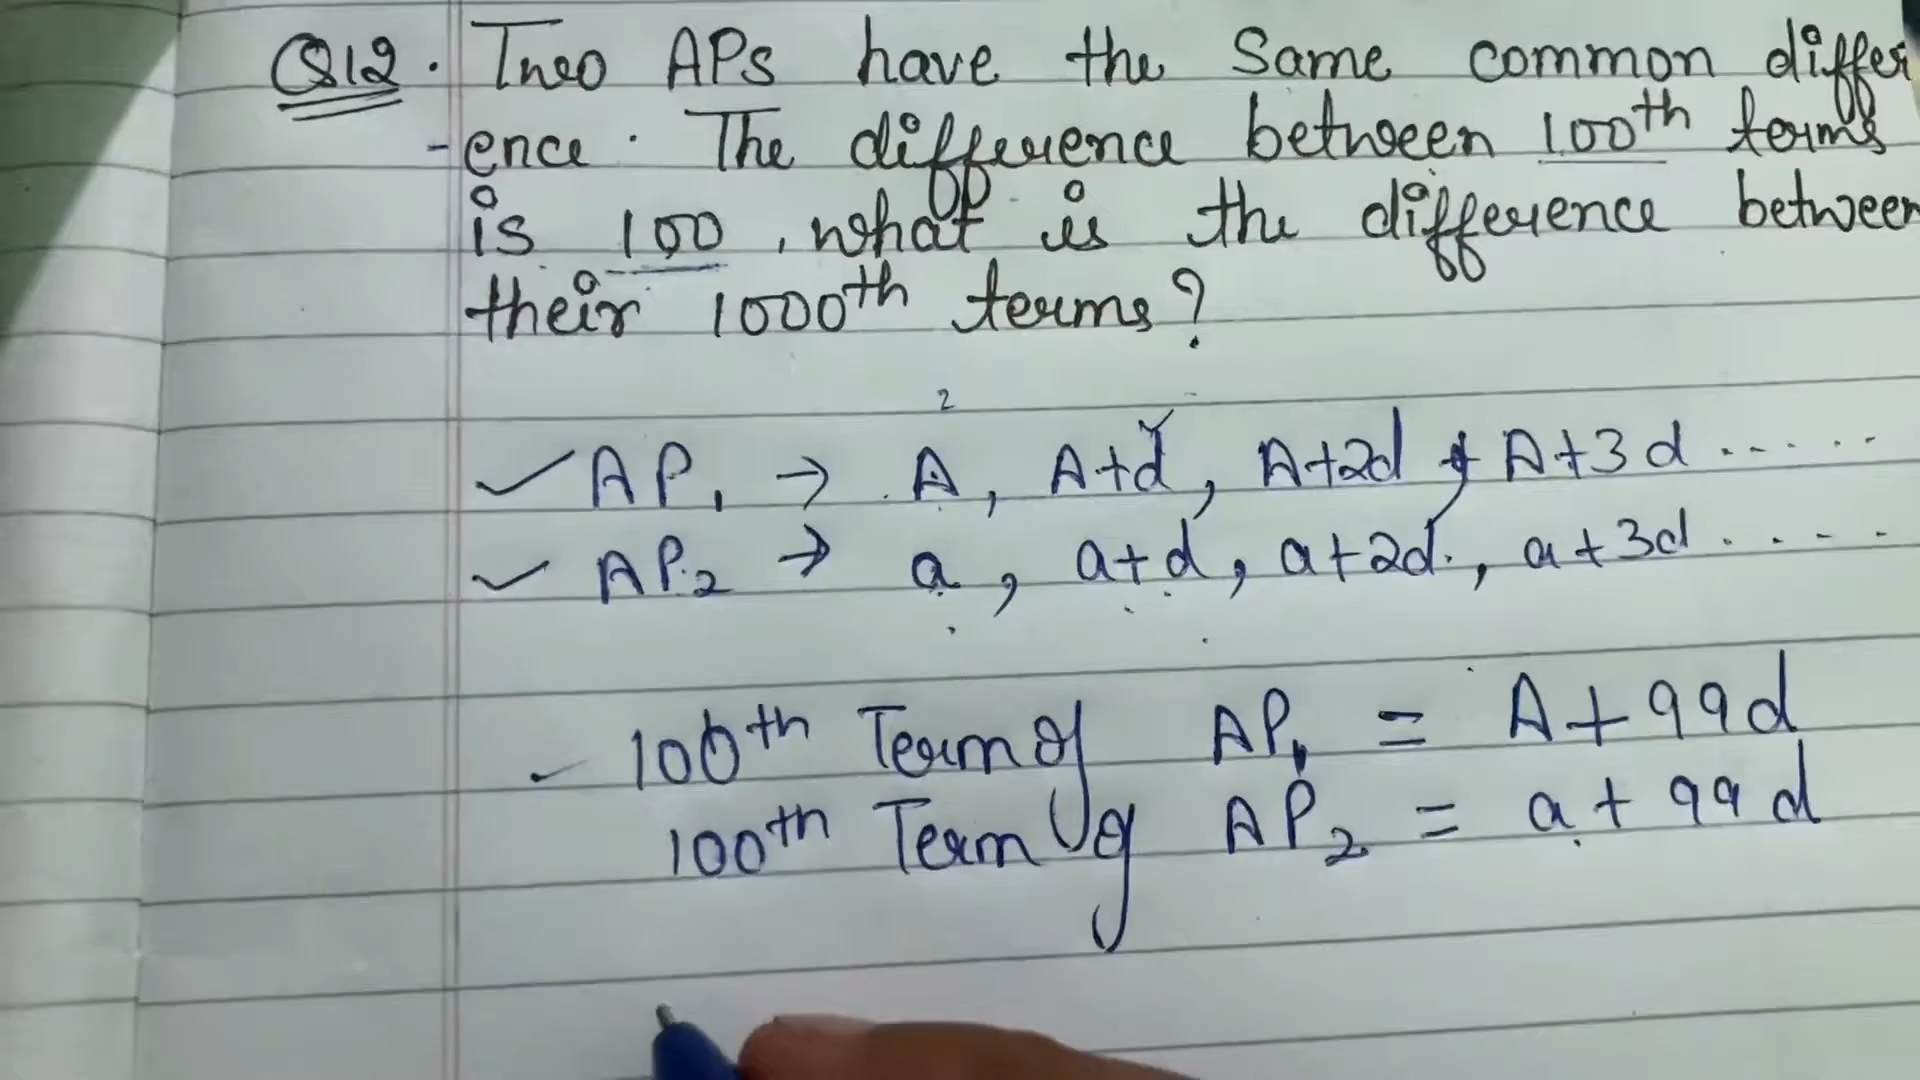 Q12. Two APs have the Same common differ
-ence. The difference between 100th terms
is 100, what is the difference between
their 1000th terms?
2
✓ AP1 → A, A+d, A+2d, A+3d .....
✓ AP2 → a, a+d, a+2d, a+3d .....
100th Term of AP1 = A+99d
100th Term of AP2 = a+99d